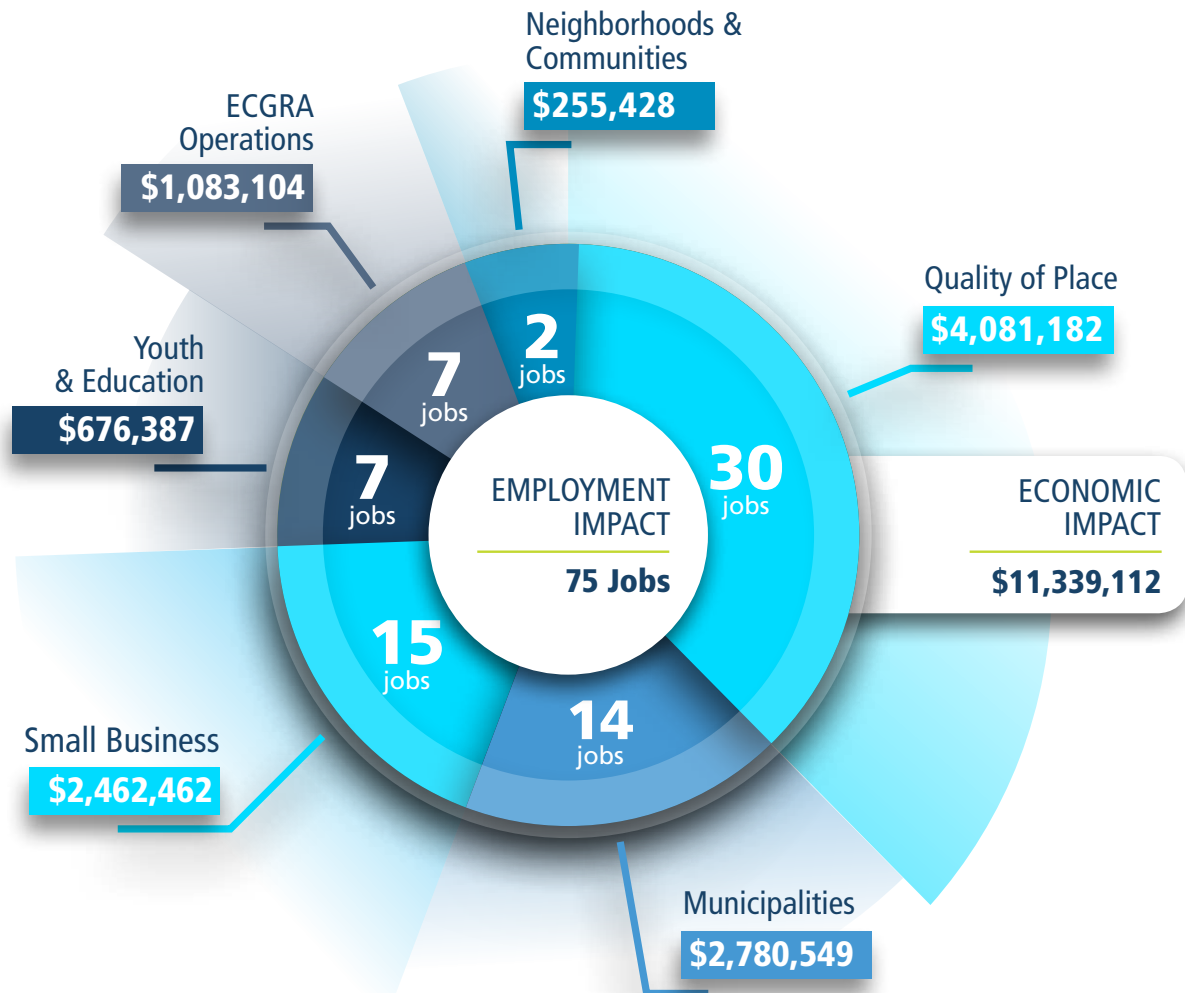 Neighborhoods &
Communities
$255,428
ECGRA
Operations
$1,083,104
Quality of Place
$4,081,182
Youth
& Education
$676,387
2
jobs
7
jobs
7
jobs
30
jobs
EMPLOYMENT
IMPACT
75 Jobs
ECONOMIC
IMPACT
$11,339,112
15
jobs
14
jobs
Small Business
$2,462,462
Municipalities
$2,780,549